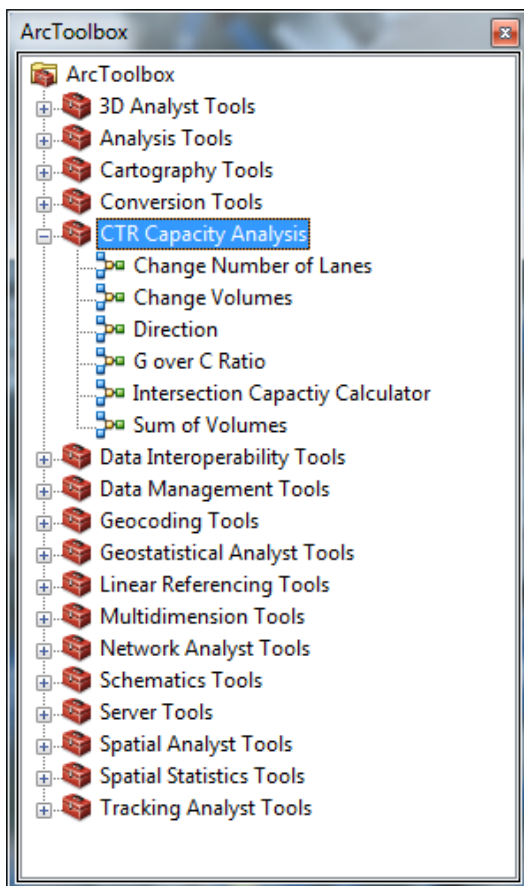 ArcToolbox
ArcToolbox
3D Analyst Tools
Analysis Tools
Cartography Tools
Conversion Tools
CTR Capacity Analysis
Change Number of Lanes
Change Volumes
Direction
G over C Ratio
Intersection Capactiy Calculator
Sum of Volumes
Data Interoperability Tools
Data Management Tools
Geocoding Tools
Geostatistical Analyst Tools
Linear Referencing Tools
Multidimension Tools
Network Analyst Tools
Schematics Tools
Server Tools
Spatial Analyst Tools
Spatial Statistics Tools
Tracking Analyst Tools